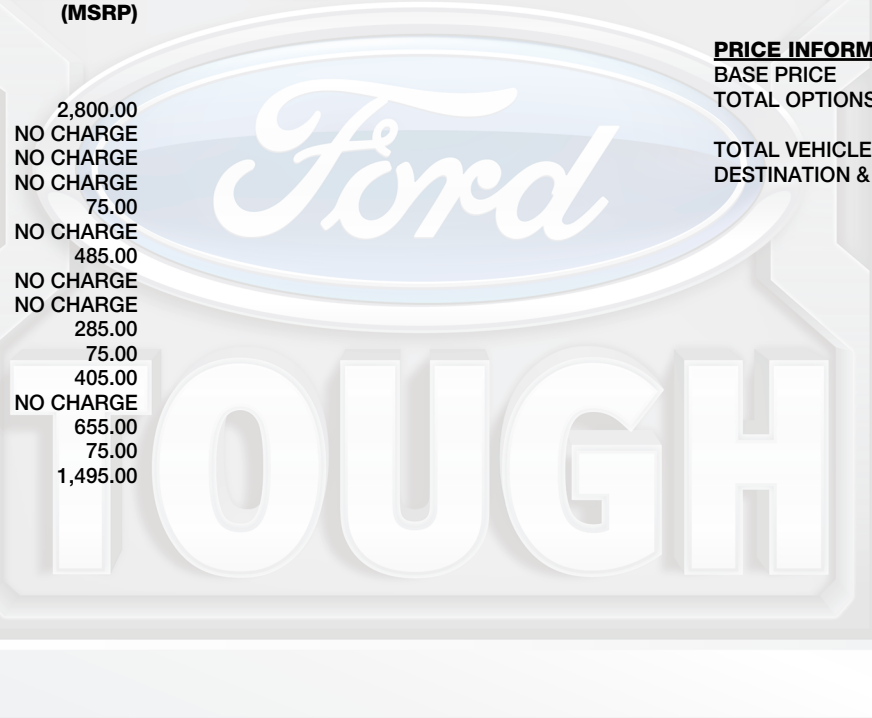 (MSRP)
PRICE INFORM
BASE PRICE
2,800.00
TOTAL OPTIONS
NO CHARGE
NO CHARGE
TOTAL VEHICLE
NO CHARGE
DESTINATION &
75.00
NO CHARGE
485.00
NO CHARGE
NO CHARGE
285.00
75.00
405.00
NO CHARGE
655.00
75.00
1,495.00
Ford
TOUGH